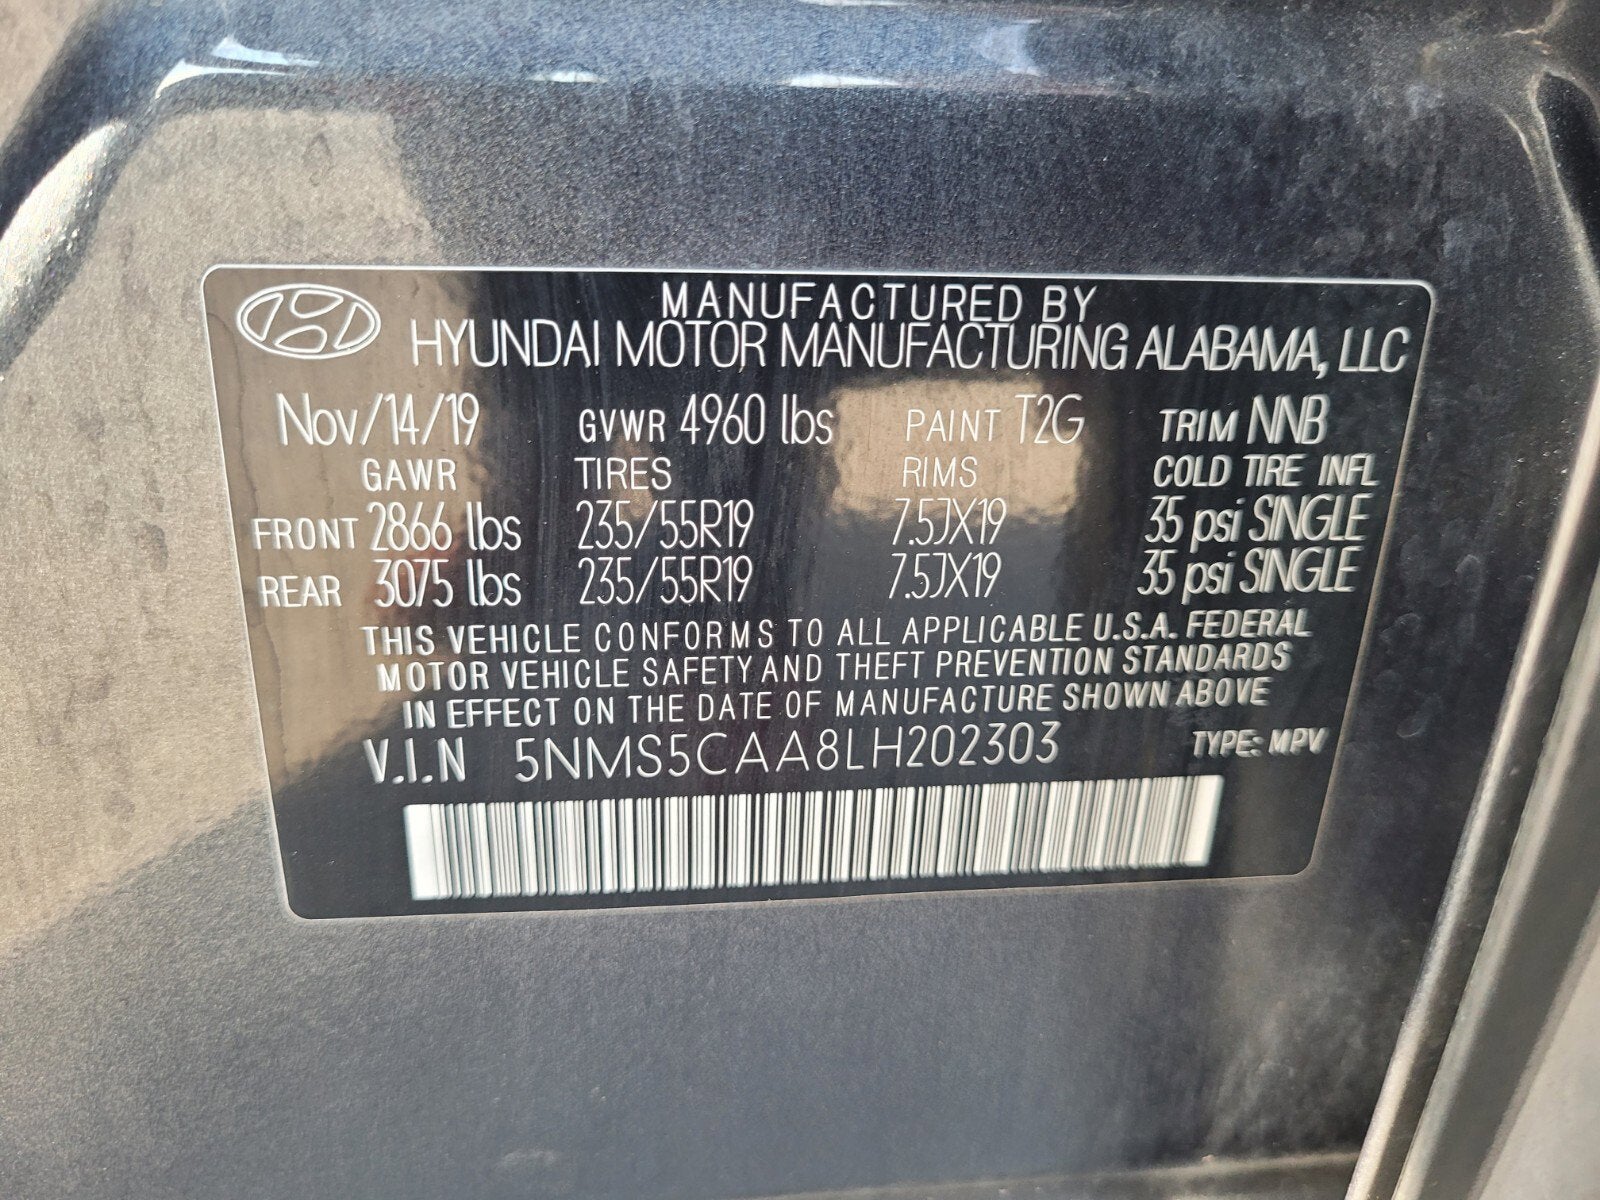 MANUFACTURED BY
HYUNDAI MOTOR MANUFACTURING ALABAMA, LLC
Nov/14/19 GVWR 4960 lbs PAINT T2G TRIM NNB
GAWR TIRES RIMS COLD TIRE INFL
FRONT 2866 lbs 235/55R19 7.5JX19 35 psi SINGLE
REAR 3075 lbs 235/55R19 7.5JX19 35 psi SINGLE
THIS VEHICLE CONFORMS TO ALL APPLICABLE U.S.A. FEDERAL
MOTOR VEHICLE SAFETY AND THEFT PREVENTION STANDARDS
IN EFFECT ON THE DATE OF MANUFACTURE SHOWN ABOVE
V.I.N 5NMS5CAA8LH202303 TYPE: MPV